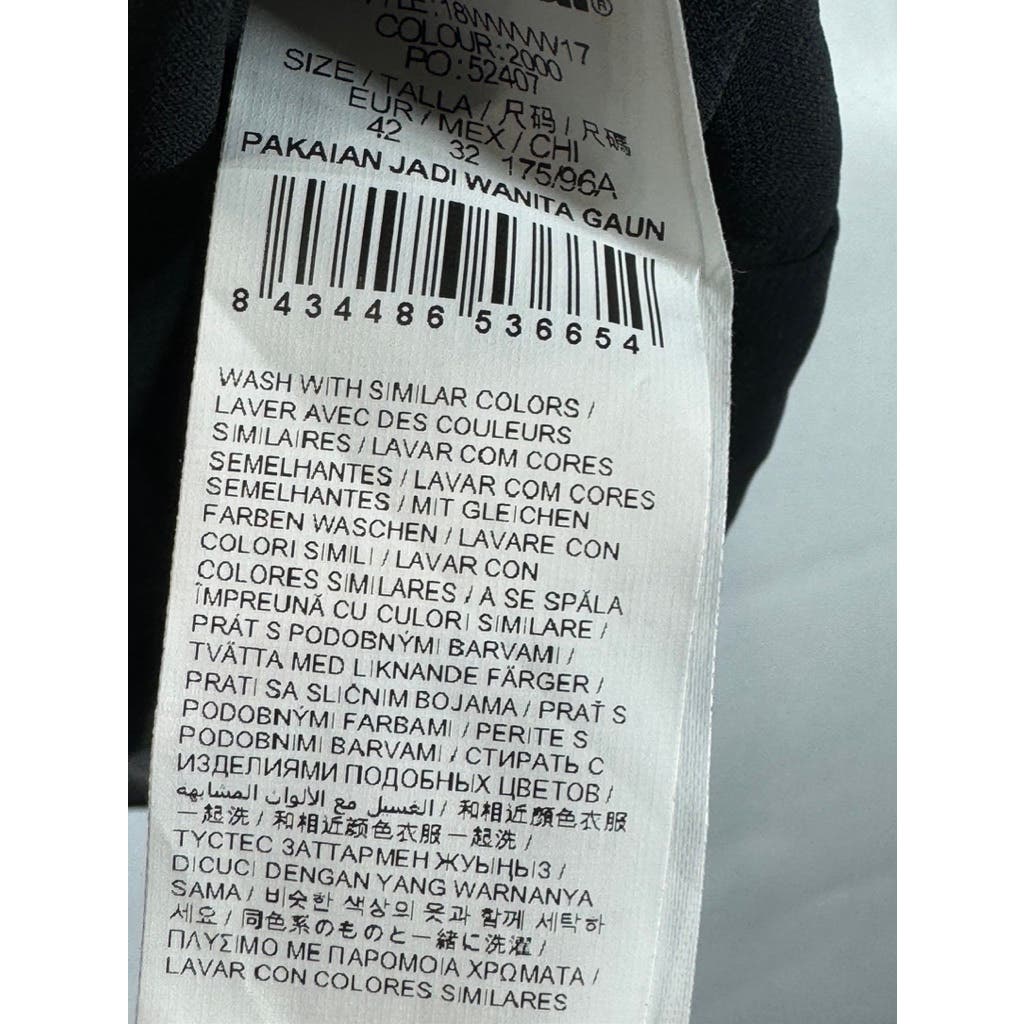 COLOUR:2000
PO:52407
SIZE / TALLA / 尺码 / 尺碼
EUR / MEX / CHI
42 32 175/96A
PAKAIAN JADI WANITA GAUN
8 434486 536654
WASH WITH SIMILAR COLORS /
LAVER AVEC DES COULEURS
SIMILAIRES / LAVAR COM CORES
SEMELHANTES / LAVAR COM CORES
SEMELHANTES / MIT GLEICHEN
FARBEN WASCHEN / LAVARE CON
COLORI SIMILI / LAVAR CON
COLORES SIMILARES / A SE SPĂLA
ÎMPREUNĂ CU CULORI SIMILARE /
PRÁT S PODOBNÝMI BARVAMI /
TVÄTTA MED LIKNANDE FÄRGER /
PRATI SA SLIČNIM BOJAMA / PRAŤ S
PODOBNÝMI FARBAMI / PERITE S
PODOBNIMI BARVAMI / СТИРАТЬ С
ИЗДЕЛИЯМИ ПОДОБНЫХ ЦВЕТОВ /
الغسيل مع الألوان المشابهه / 和相近顏色衣服
一起洗 / 和相近颜色衣服一起洗 /
ТҮСТЕС ЗАТТАРМЕН ЖУЫҢЫЗ /
DICUCI DENGAN YANG WARNANYA
SAMA / 비슷한 색상의 옷과 함께 세탁하
세요 / 同色系のものと一緒に洗濯 /
ΠΛΥΣΙΜΟ ΜΕ ΠΑΡΟΜΟΙΑ ΧΡΩΜΑΤΑ /
LAVAR CON COLORES SIMILARES